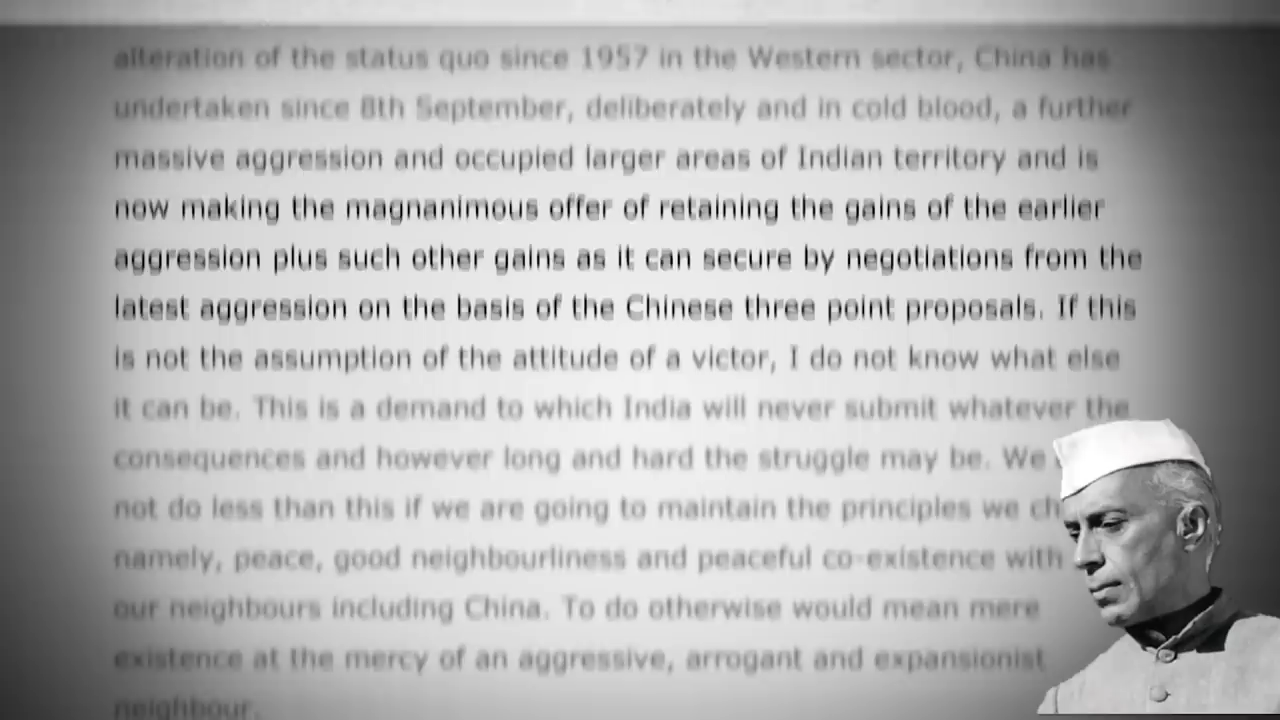 alteration of the status quo since 1957 in the Western sector, China has
undertaken since 8th September, deliberately and in cold blood, a further
massive aggression and occupied larger areas of Indian territory and is
now making the magnanimous offer of retaining the gains of the earlier
aggression plus such other gains as it can secure by negotiations from the
latest aggression on the basis of the Chinese three point proposals. If this
is not the assumption of the attitude of a victor, I do not know what else
it can be. This is a demand to which India will never submit whatever the
consequences and however long and hard the struggle may be. We
not do less than this if we are going to maintain the principles we ch
namely, peace, good neighbourliness and peaceful co-existence with
our neighbours including China. To do otherwise would mean mere
existence at the mercy of an aggressive, arrogant and expansionist
neighbour.